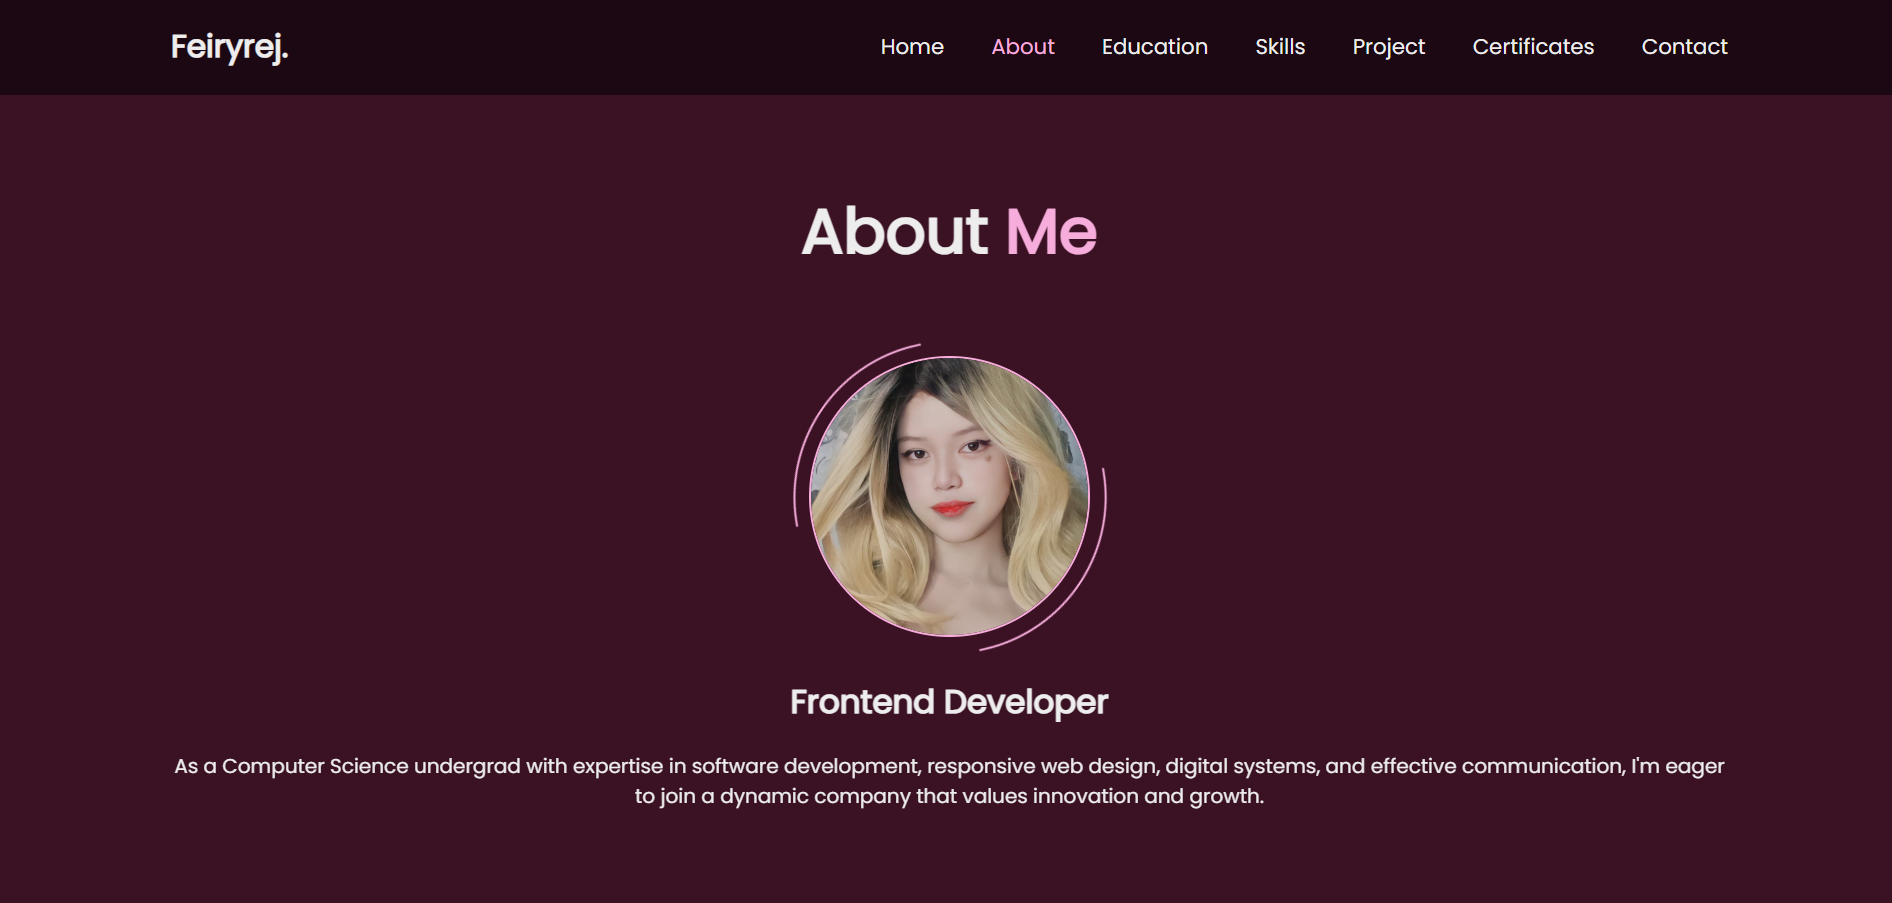 Feiryrej.
Home About Education Skills Project Certificates Contact
About Me
Frontend Developer
As a Computer Science undergrad with expertise in software development, responsive web design, digital systems, and effective communication, I'm eager
to join a dynamic company that values innovation and growth.